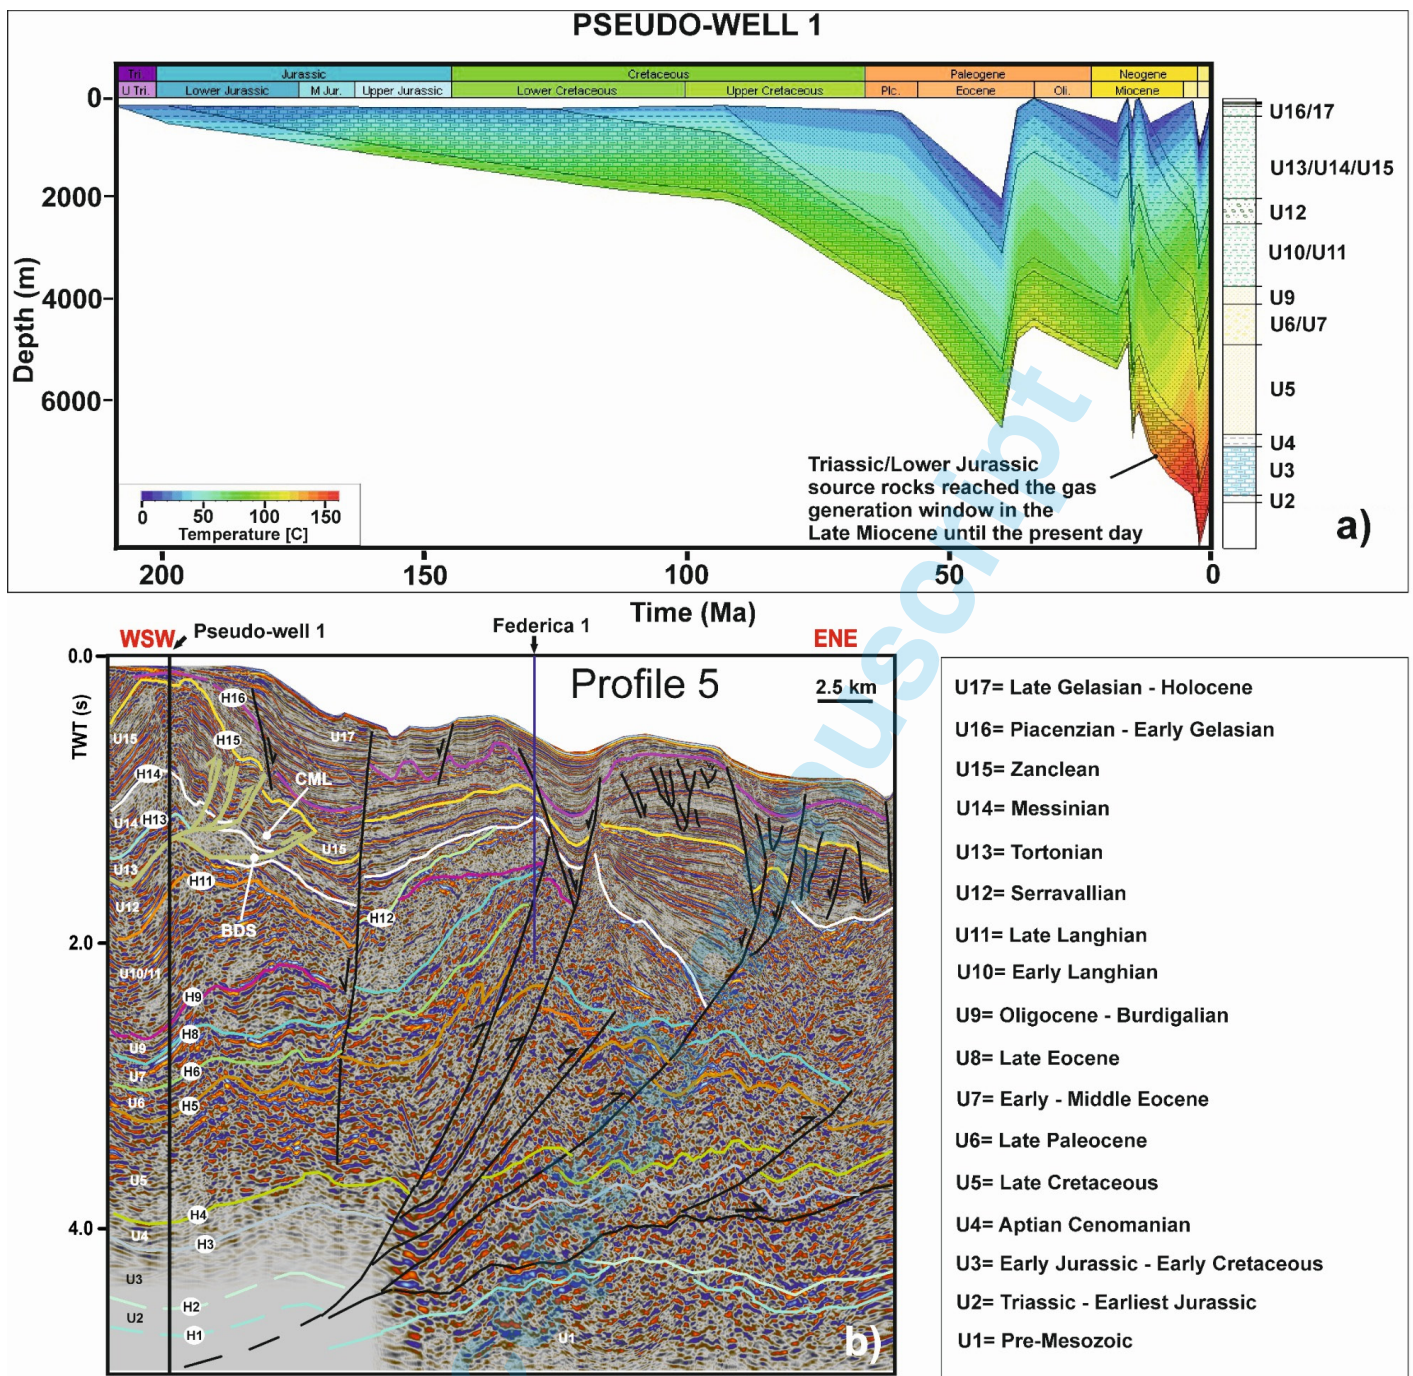 PSEUDO-WELL 1
Tri. Jurassic Cretaceous Paleogene Neogene
U Tri. Lower Jurassic M Jur. Upper Jurassic Lower Cretaceous Upper Cretaceous Plc. Eocene Oli. Miocene
Depth (m)
0
2000
4000
6000
U16/17
U13/U14/U15
U12
U10/U11
U9
U6/U7
U5
U4
U3
U2
Triassic/Lower Jurassic
source rocks reached the gas
generation window in the
Late Miocene until the present day
0 50 100 150
Temperature [C]
a)
200 150 100 50 0
Time (Ma)
WSW Pseudo-well 1 Federica 1 ENE
Profile 5
2.5 km
TWT (s)
0.0
2.0
4.0
H16
U15
H15
U17
H14
CML
U14
H13
U15
U13
H11
U12
H12
BDS
U10/11
H9
H8
U9
H6
U7
H5
U6
U5
H4
U4
H3
U3
H2
U2
H1
U1
b)
U17= Late Gelasian - Holocene
U16= Piacenzian - Early Gelasian
U15= Zanclean
U14= Messinian
U13= Tortonian
U12= Serravallian
U11= Late Langhian
U10= Early Langhian
U9= Oligocene - Burdigalian
U8= Late Eocene
U7= Early - Middle Eocene
U6= Late Paleocene
U5= Late Cretaceous
U4= Aptian Cenomanian
U3= Early Jurassic - Early Cretaceous
U2= Triassic - Earliest Jurassic
U1= Pre-Mesozoic